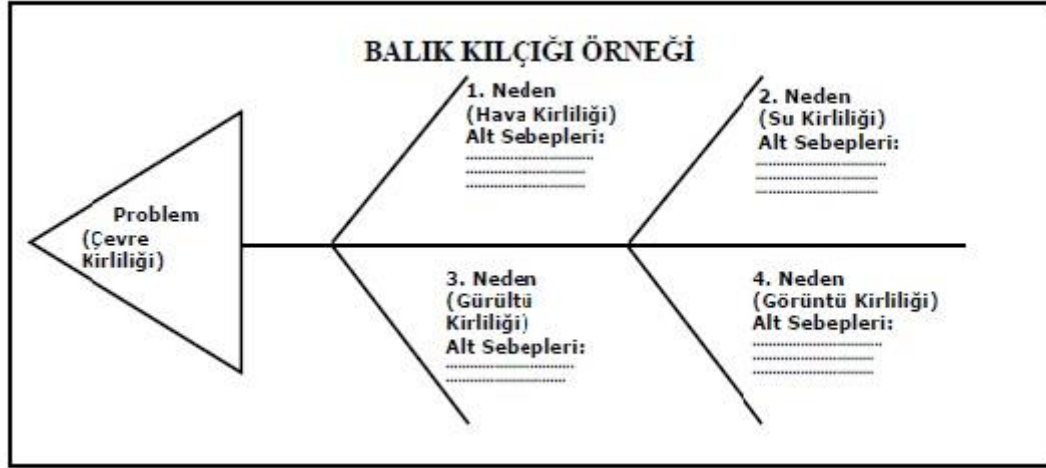 BALIK KILÇIĞI ÖRNEĞİ
1. Neden
(Hava Kirliliği)
Alt Sebepleri:
2. Neden
(Su Kirliliği)
Alt Sebepleri:
Problem
(Çevre
Kirliliği)
3. Neden
(Gürültü
Kirliliği)
Alt Sebepleri:
4. Neden
(Görüntü Kirliliği)
Alt Sebepleri: